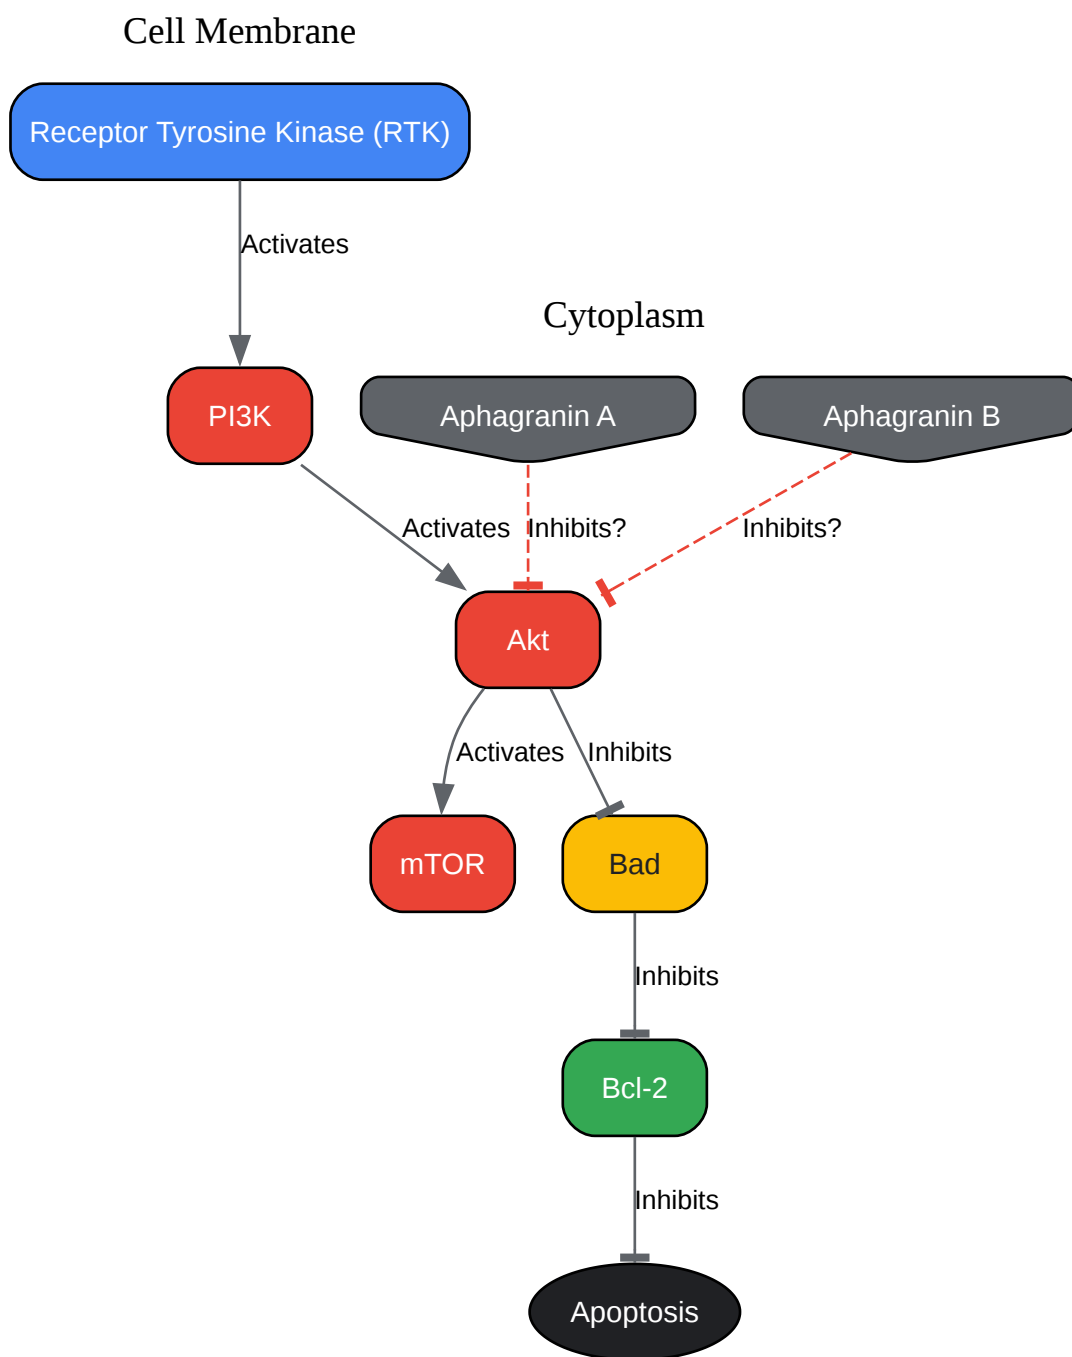 Cell Membrane
Receptor Tyrosine Kinase (RTK)
Activates
Cytoplasm
PI3K
Aphagranin A
Aphagranin B
Activates
Inhibits?
Inhibits?
Akt
Activates
Inhibits
mTOR
Bad
Inhibits
Bcl-2
Inhibits
Apoptosis